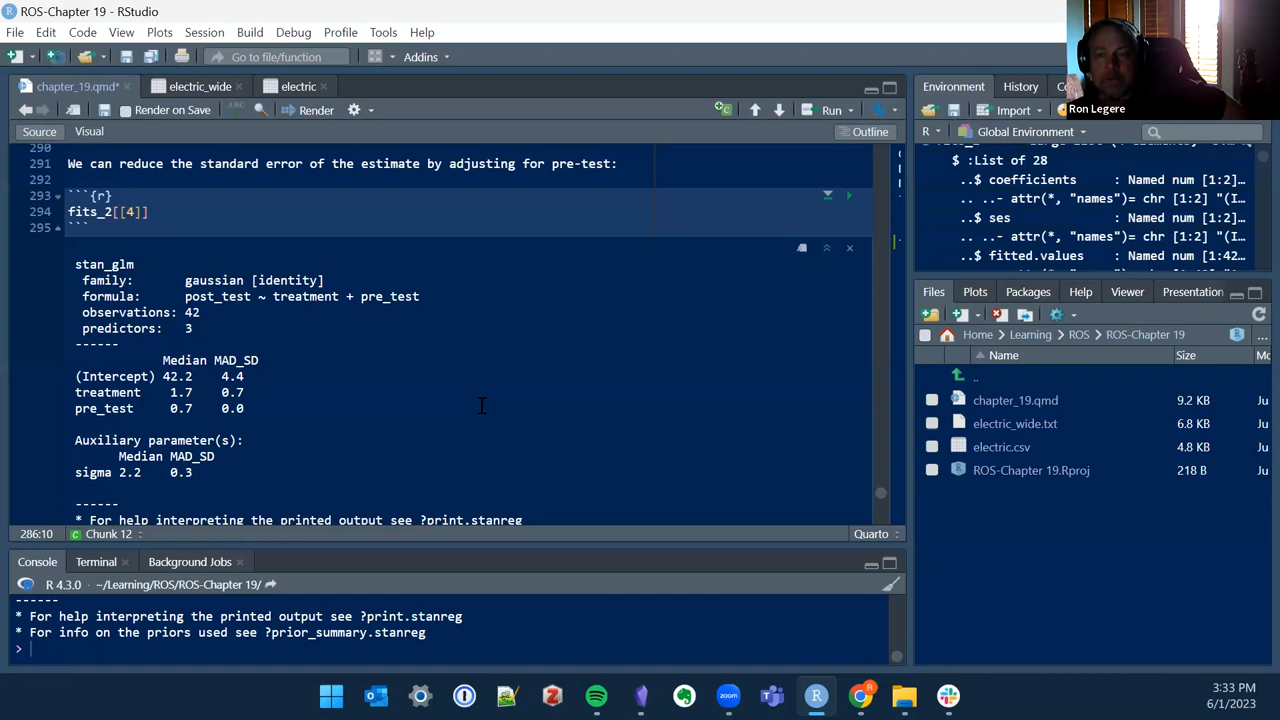 ROS-Chapter 19 - RStudio
File Edit Code View Plots Session Build Debug Profile Tools Help
Go to file/function Addins
chapter_19.qmd* electric_wide electric
Render on Save ABC Render Run
Source Visual Outline
290
291 We can reduce the standard error of the estimate by adjusting for pre-test:
292
293 ```{r}
294 fits_2[[4]]
295 ```
stan_glm
family: gaussian [identity]
formula: post_test ~ treatment + pre_test
observations: 42
predictors: 3
------
Median MAD_SD
(Intercept) 42.2 4.4
treatment 1.7 0.7
pre_test 0.7 0.0
Auxiliary parameter(s):
Median MAD_SD
sigma 2.2 0.3
------
* For help interpreting the printed output see ?print.stanreg
286:10 Chunk 12 Quarto
Console Terminal Background Jobs
R 4.3.0 · ~/Learning/ROS/ROS-Chapter 19/
------
* For help interpreting the printed output see ?print.stanreg
* For info on the priors used see ?prior_summary.stanreg
>
Ron Legere
Environment History
Import
R Global Environment
$ :List of 28
..$ coefficients : Named num [1:2]…
.. ..- attr(*, "names")= chr [1:2] "(I…
..$ ses : Named num [1:2]…
.. ..- attr(*, "names")= chr [1:2] "(I…
..$ fitted.values : Named num [1:42…
Files Plots Packages Help Viewer Presentation
Home Learning ROS ROS-Chapter 19 ...
Name Size Mo
..
chapter_19.qmd 9.2 KB Ju
electric_wide.txt 6.8 KB Ju
electric.csv 4.8 KB Ju
ROS-Chapter 19.Rproj 218 B Ju
3:33 PM
6/1/2023